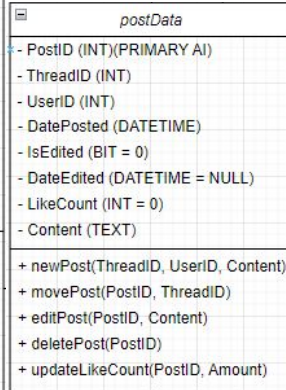 postData
- PostID (INT)(PRIMARY AI)
- ThreadID (INT)
- UserID (INT)
- DatePosted (DATETIME)
- IsEdited (BIT = 0)
- DateEdited (DATETIME = NULL)
- LikeCount (INT = 0)
- Content (TEXT)
+ newPost(ThreadID, UserID, Content)
+ movePost(PostID, ThreadID)
+ editPost(PostID, Content)
+ deletePost(PostID)
+ updateLikeCount(PostID, Amount)